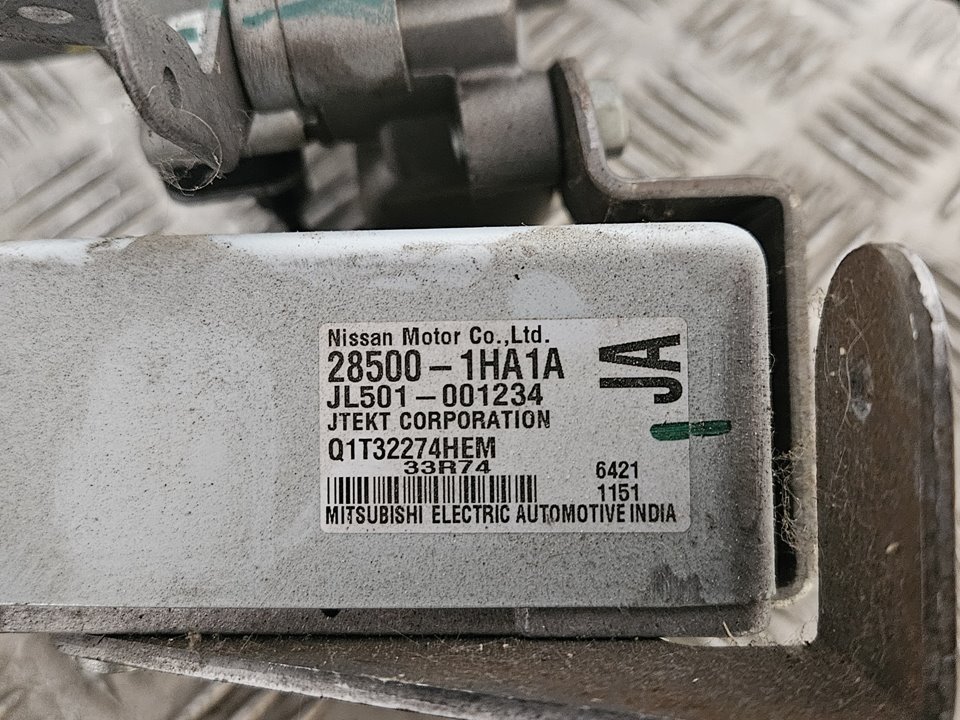 Nissan Motor Co.,Ltd.
28500-1HA1A
JL501-001234
JTEKT CORPORATION
Q1T32274HEM
33R74
JA
6421
1151
MITSUBISHI ELECTRIC AUTOMOTIVE INDIA